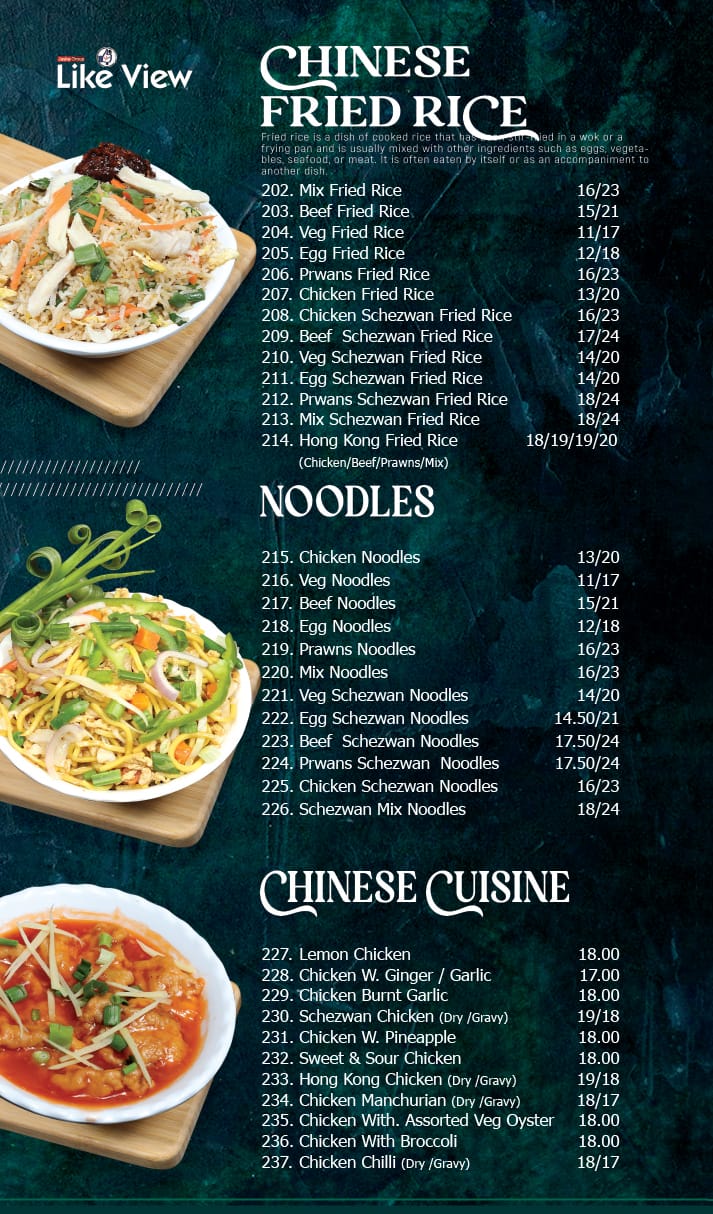 Jasha Group
Like View
CHINESE
FRIED RICE
Fried rice is a dish of cooked rice that has been stir-fried in a wok or a
frying pan and is usually mixed with other ingredients such as eggs, vegeta-
bles, seafood, or meat. It is often eaten by itself or as an accompaniment to
another dish.
202. Mix Fried Rice 16/23
203. Beef Fried Rice 15/21
204. Veg Fried Rice 11/17
205. Egg Fried Rice 12/18
206. Prwans Fried Rice 16/23
207. Chicken Fried Rice 13/20
208. Chicken Schezwan Fried Rice 16/23
209. Beef Schezwan Fried Rice 17/24
210. Veg Schezwan Fried Rice 14/20
211. Egg Schezwan Fried Rice 14/20
212. Prwans Schezwan Fried Rice 18/24
213. Mix Schezwan Fried Rice 18/24
214. Hong Kong Fried Rice 18/19/19/20
(Chicken/Beef/Prawns/Mix)
NOODLES
215. Chicken Noodles 13/20
216. Veg Noodles 11/17
217. Beef Noodles 15/21
218. Egg Noodles 12/18
219. Prawns Noodles 16/23
220. Mix Noodles 16/23
221. Veg Schezwan Noodles 14/20
222. Egg Schezwan Noodles 14.50/21
223. Beef Schezwan Noodles 17.50/24
224. Prwans Schezwan Noodles 17.50/24
225. Chicken Schezwan Noodles 16/23
226. Schezwan Mix Noodles 18/24
CHINESE CUISINE
227. Lemon Chicken 18.00
228. Chicken W. Ginger / Garlic 17.00
229. Chicken Burnt Garlic 18.00
230. Schezwan Chicken (Dry /Gravy) 19/18
231. Chicken W. Pineapple 18.00
232. Sweet & Sour Chicken 18.00
233. Hong Kong Chicken (Dry /Gravy) 19/18
234. Chicken Manchurian (Dry /Gravy) 18/17
235. Chicken With. Assorted Veg Oyster 18.00
236. Chicken With Broccoli 18.00
237. Chicken Chilli (Dry /Gravy) 18/17